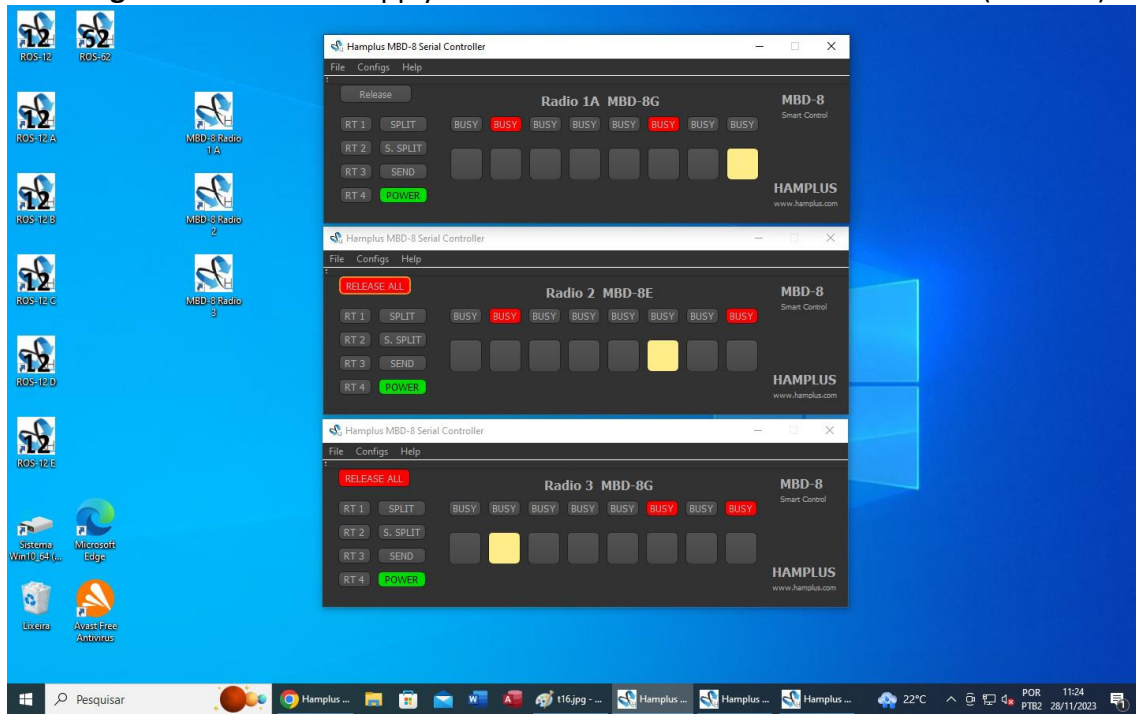 12
ROS-12
52
ROS-62
12
ROS-12 A
MBD-8 Radio
1A
12
ROS-12 B
MBD-8 Radio
2
12
ROS-12 C
MBD-8 Radio
3
12
ROS-12 D
12
ROS-12 E
Sistema
Win10_64 (...
Microsoft
Edge
Lixeira
Avast Free
Antivirus
Hamplus MBD-8 Serial Controller
File Configs Help
Release
Radio 1A MBD-8G
MBD-8
Smart Control
RT 1 SPLIT BUSY BUSY BUSY BUSY BUSY BUSY BUSY BUSY
RT 2 S. SPLIT
RT 3 SEND
RT 4 POWER
HAMPLUS
www.hamplus.com
Hamplus MBD-8 Serial Controller
File Configs Help
RELEASE ALL
Radio 2 MBD-8E
MBD-8
Smart Control
RT 1 SPLIT BUSY BUSY BUSY BUSY BUSY BUSY BUSY BUSY
RT 2 S. SPLIT
RT 3 SEND
RT 4 POWER
HAMPLUS
www.hamplus.com
Hamplus MBD-8 Serial Controller
File Configs Help
RELEASE ALL
Radio 3 MBD-8G
MBD-8
Smart Control
RT 1 SPLIT BUSY BUSY BUSY BUSY BUSY BUSY BUSY BUSY
RT 2 S. SPLIT
RT 3 SEND
RT 4 POWER
HAMPLUS
www.hamplus.com
Pesquisar Hamplus ... t16.jpg - ... Hamplus ... Hamplus ... Hamplus ... 22°C POR 11:24
PTB2 28/11/2023